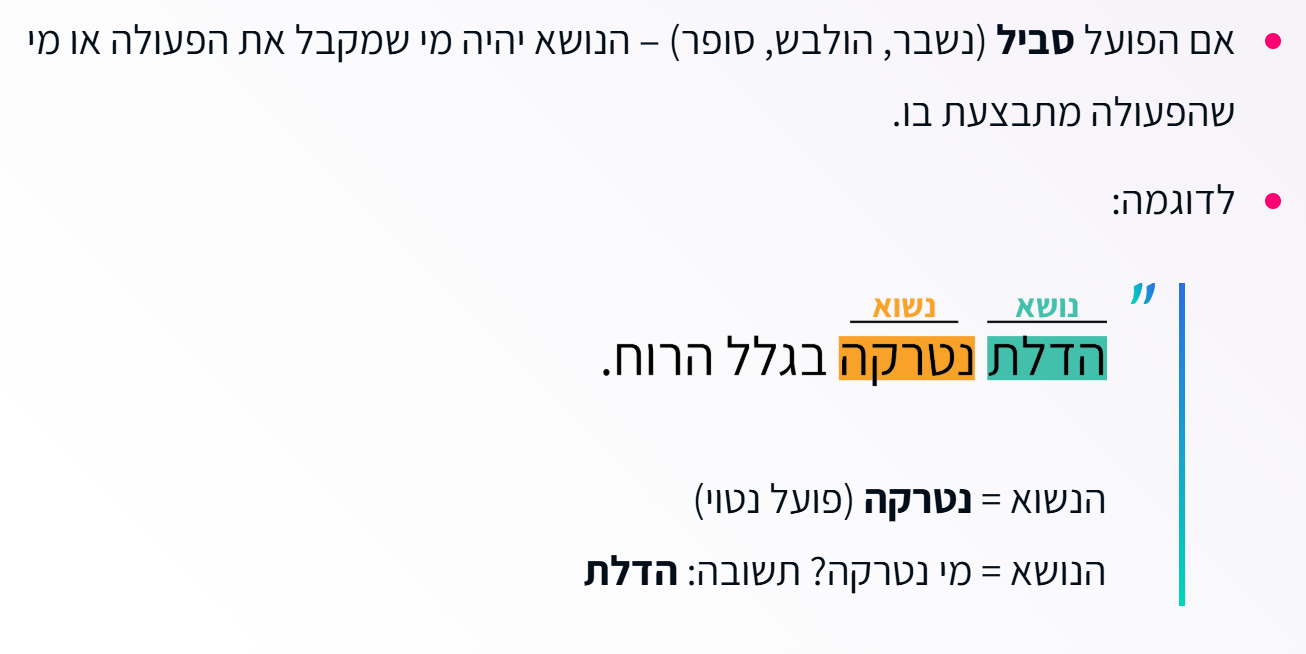 אם הפועל סביל (נשבר, הולבש, סופר) – הנושא יהיה מי שמקבל את הפעולה או מי
שהפעולה מתבצעת בו.
לדוגמה:
”
נושא נשוא
הדלת נטרקה בגלל הרוח.
הנשוא = נטרקה (פועל נטוי)
הנושא = מי נטרקה? תשובה: הדלת